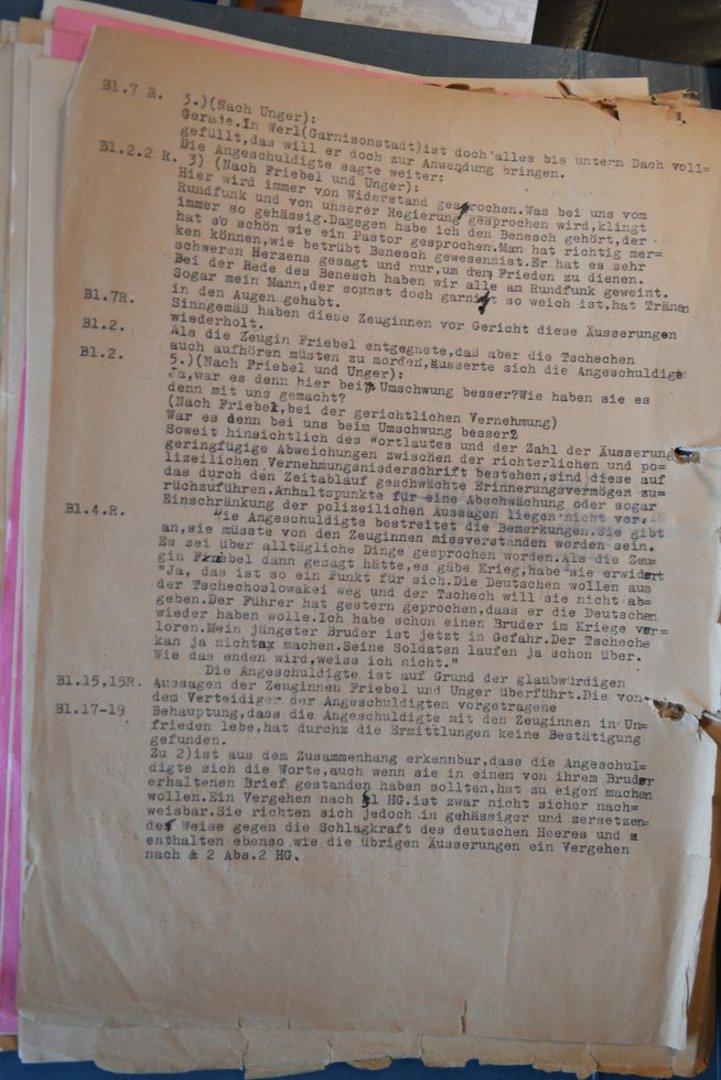 Bl.7 R. 3.)(Nach Unger):
Gerade.In Werl(Garnisonstadt)ist doch alles bis unterm Dach voll=
gefüllt,das will er doch zur Anwendung bringen.
Die Angeschuldigte sagte weiter:
Bl.2.2 R. 3) (Nach Friebel und Unger):
Hier wird immer von Widerstand gesprochen.Was bei uns vom
Rundfunk und von unserer Regierung gesprochen wird,klingt
immer so gehässig.Dagegen habe ich den Benesch gehört,der
hat so schön wie ein Pastor gesprochen.Man hat richtig mer=
ken können,wie betrübt Benesch gewesenmist.Er hat es sehr
schweren Herzens gesagt und nur,um den Frieden zu dienen.
Bei der Rede des Benesch haben wir alle am Rundfunk geweint.
Sogar mein Mann,der sonnst doch garnicht so weich ist,hat Tränen
in den Augen gehabt.
Bl.7R. Sinngemäß haben diese Zeuginnen vor Gericht diese Äusserungen
wiederholt.
Bl.2. Als die Zeugin Friebel entgegnete,daß aber die Tschechen
auch aufhören müsten zu morden,äusserte sich die Angeschuldigte
Bl.2. 5.)(Nach Friebel und Unger):
Ja,war es denn hier beim Umschwung besser?Wie haben sie es
denn mit uns gemacht?
(Nach Friebel,bei der gerichtlichen Vernehmung)
War es denn bei uns beim Umschwung besser?
Soweit hinsichtlich des Wortlautes und der Zahl der Äusserung
geringfügige Abweichungen zwischen der richterlichen und po=
lizeilichen Vernehmungsniederschrift bestehen,sind diese auf
das durch den Zeitablauf geschwächte Erinnerungsvermögen zu=
rüchzuführen.Anhaltspunkte für eine Abschwächung oder sogar
Einschränkung der polizeilichen Aussagen liegen nicht vor.
Bl.4.R. Die Angeschuldigte bestreitet die Bemerkungen.Sie gibt
an,sie müsste von den Zeuginnen missverstanden worden sein.
Es sei über alltägliche Dinge gesprochen worden.Als die Zeu=
gin Friebel dann gesagt hätte,es gäbe Krieg,habe sie erwidert
"Ja, das ist so ein Punkt für sich.Die Deutschen wollen aus
der Tschechoslowakei weg und der Tschech will sie nicht ab=
geben.Der Führer hat gestern geprochen,dass er die Deutschen
wieder haben wolle.Ich habe schon einen Bruder im Kriege ver=
loren.Mein jüngster Bruder ist jetzt in Gefahr.Der Tscheche
kan ja nichtax machen.Seine Soldaten laufen ja schon über.
Wie das enden wird,weiss ich nicht."
Die Angeschuldigte ist auf Grund der glaubwürdigen
Bl.15,15R. Aussagen der Zeuginnen Friebel und Unger überführt.Die von
dem Verteidiger der Angeschuldigten vorgetragene
Bl.17-19 Behauptung,dass die Angeschuldigte mit den Zeuginnen in Un=
frieden lebe,hat durchx die Ermittlungen keine Bestätigung
gefunden.
Zu 2)ist aus dem Zusammenhang erkennbar,dass die Angeschul=
digte sich die Worte,auch wenn sie in einem von ihrem Bruder
erhaltenen Brief gestanden haben sollten,hat zu eigen machen
wollen.Ein Vergehen nach §1 HG.ist zwar nicht sicher nach=
weisbar.Sie richten sich jedoch in gehässiger und zersetzen=
der Weise gegen die Schlagkraft des deutschen Heeres und x
enthalten ebenso wie die übrigen Äusserungen ein Vergehen
nach & 2 Abs.2 HG.